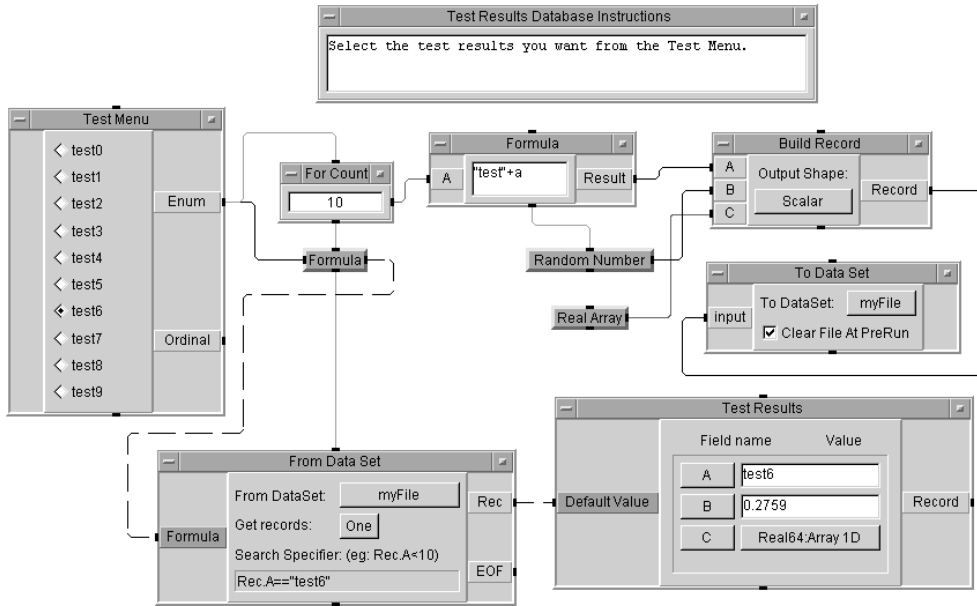 Test Results Database Instructions
Select the test results you want from the Test Menu.
Test Menu
test0
test1
test2
test3
test4
test5
test6
test7
test8
test9
Enum
Ordinal
For Count
10
Formula
Formula
A
"test"+a
Result
Random Number
Real Array
Build Record
A
B
C
Output Shape:
Scalar
Record
To Data Set
input
To DataSet:
myFile
Clear File At PreRun
From Data Set
Formula
From DataSet:
myFile
Get records:
One
Search Specifier: (eg: Rec.A<10)
Rec.A=="test6"
Rec
EOF
Test Results
Default Value
Field name Value
A test6
B 0.2759
C Real64:Array 1D
Record